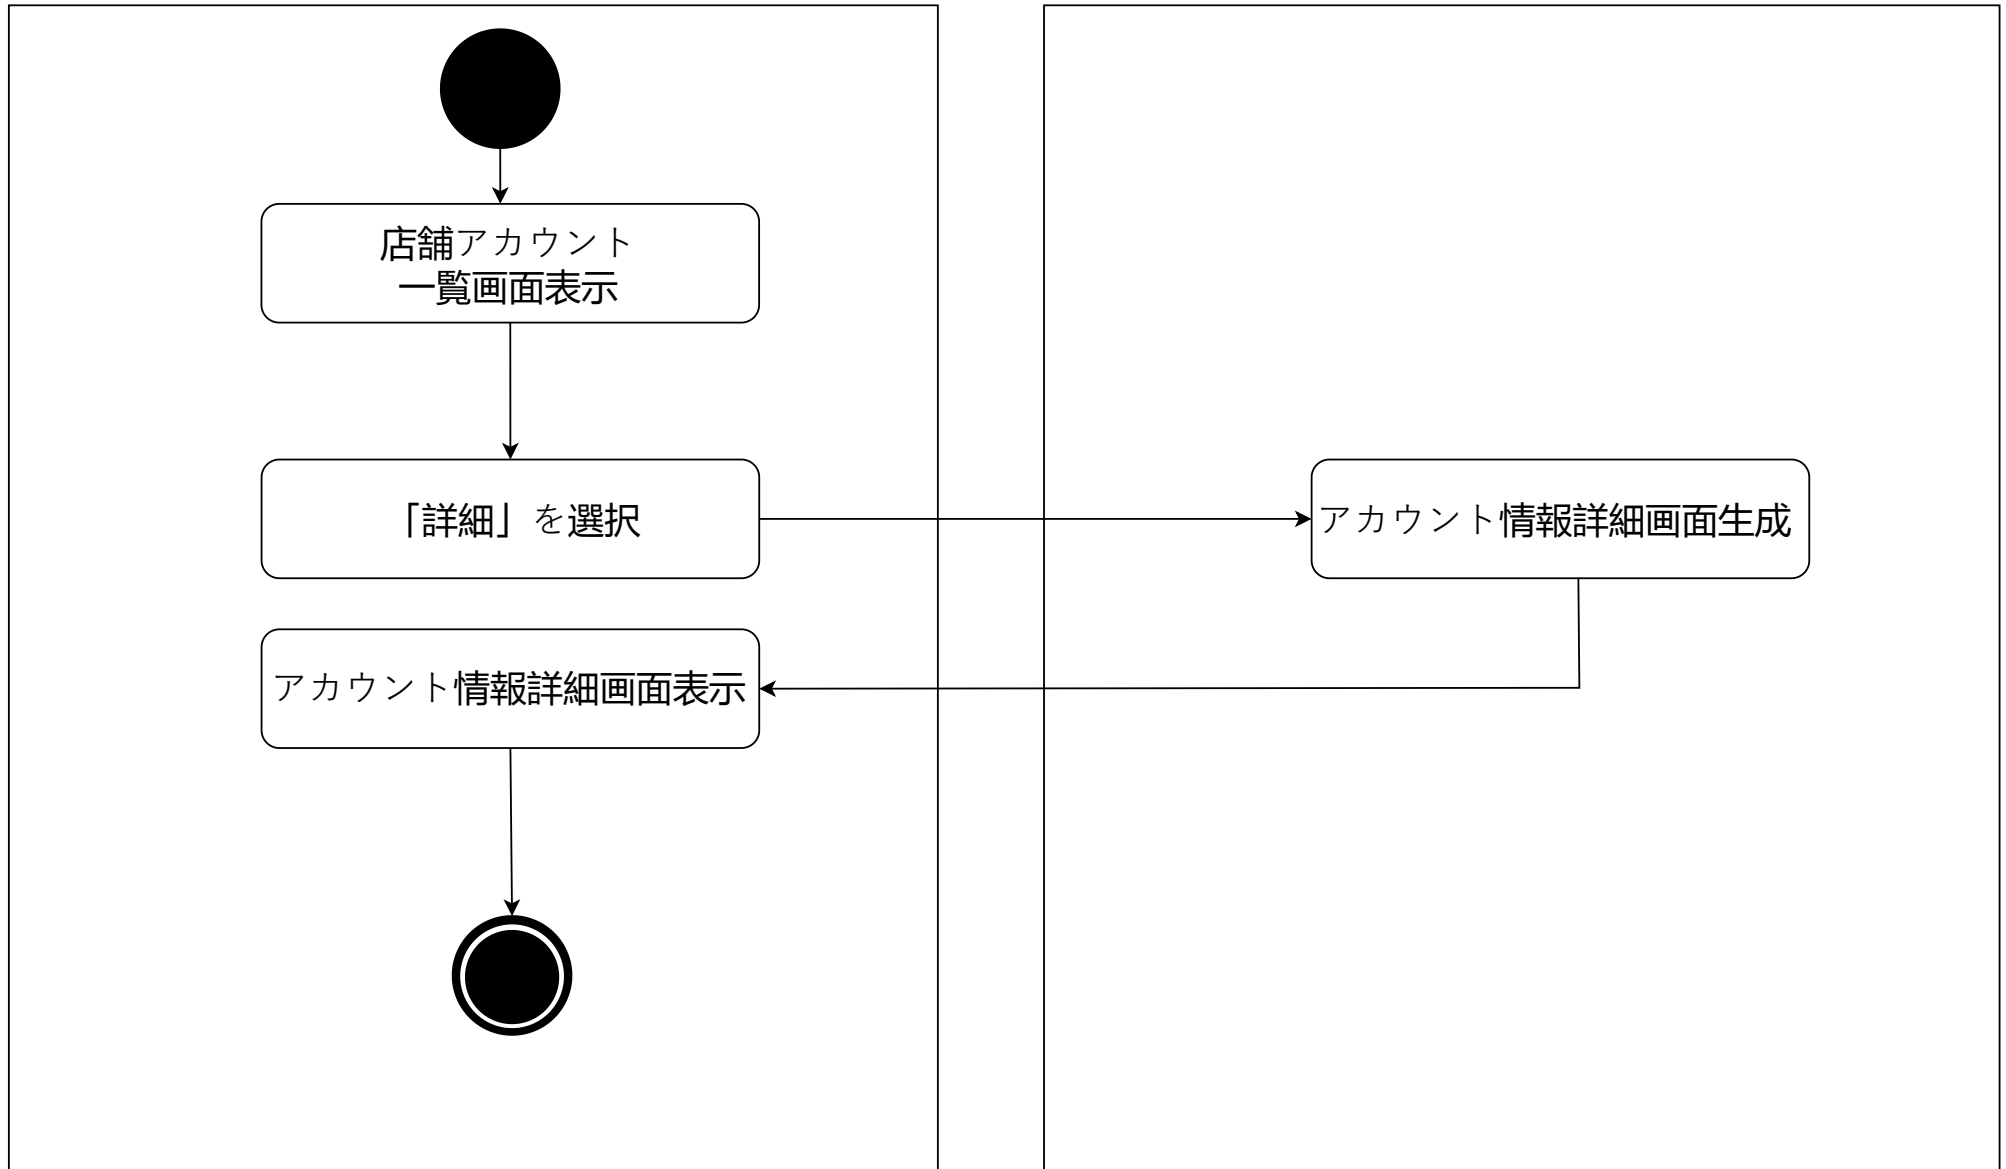 店舗アカウント
一覧画面表示
「詳細」を選択
アカウント情報詳細画面生成
アカウント情報詳細画面表示